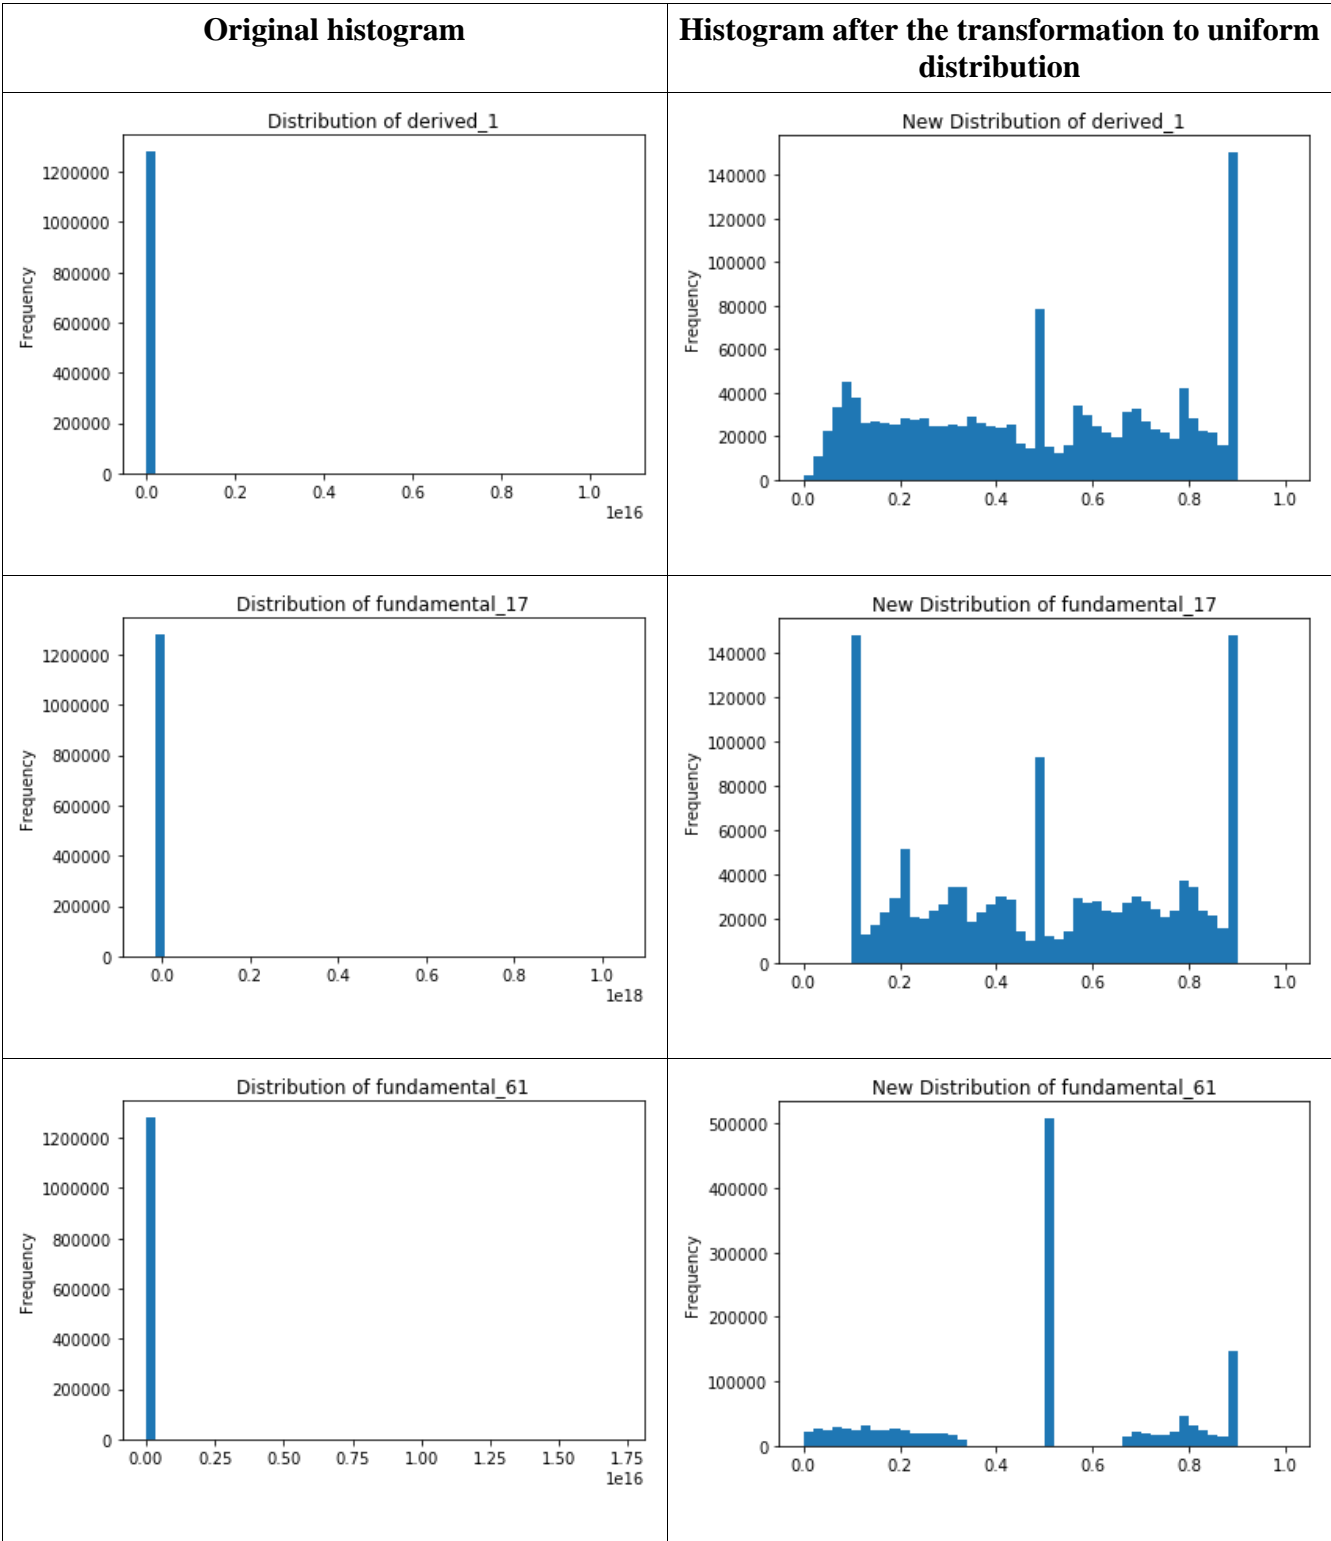 Original histogram
Histogram after the transformation to uniform
distribution
Distribution of derived_1
Frequency
1200000
1000000
800000
600000
400000
200000
0
0.0 0.2 0.4 0.6 0.8 1.0
1e16
New Distribution of derived_1
Frequency
140000
120000
100000
80000
60000
40000
20000
0
0.0 0.2 0.4 0.6 0.8 1.0
Distribution of fundamental_17
Frequency
1200000
1000000
800000
600000
400000
200000
0
0.0 0.2 0.4 0.6 0.8 1.0
1e18
New Distribution of fundamental_17
Frequency
140000
120000
100000
80000
60000
40000
20000
0
0.0 0.2 0.4 0.6 0.8 1.0
Distribution of fundamental_61
Frequency
1200000
1000000
800000
600000
400000
200000
0
0.00 0.25 0.50 0.75 1.00 1.25 1.50 1.75
1e16
New Distribution of fundamental_61
Frequency
500000
400000
300000
200000
100000
0
0.0 0.2 0.4 0.6 0.8 1.0